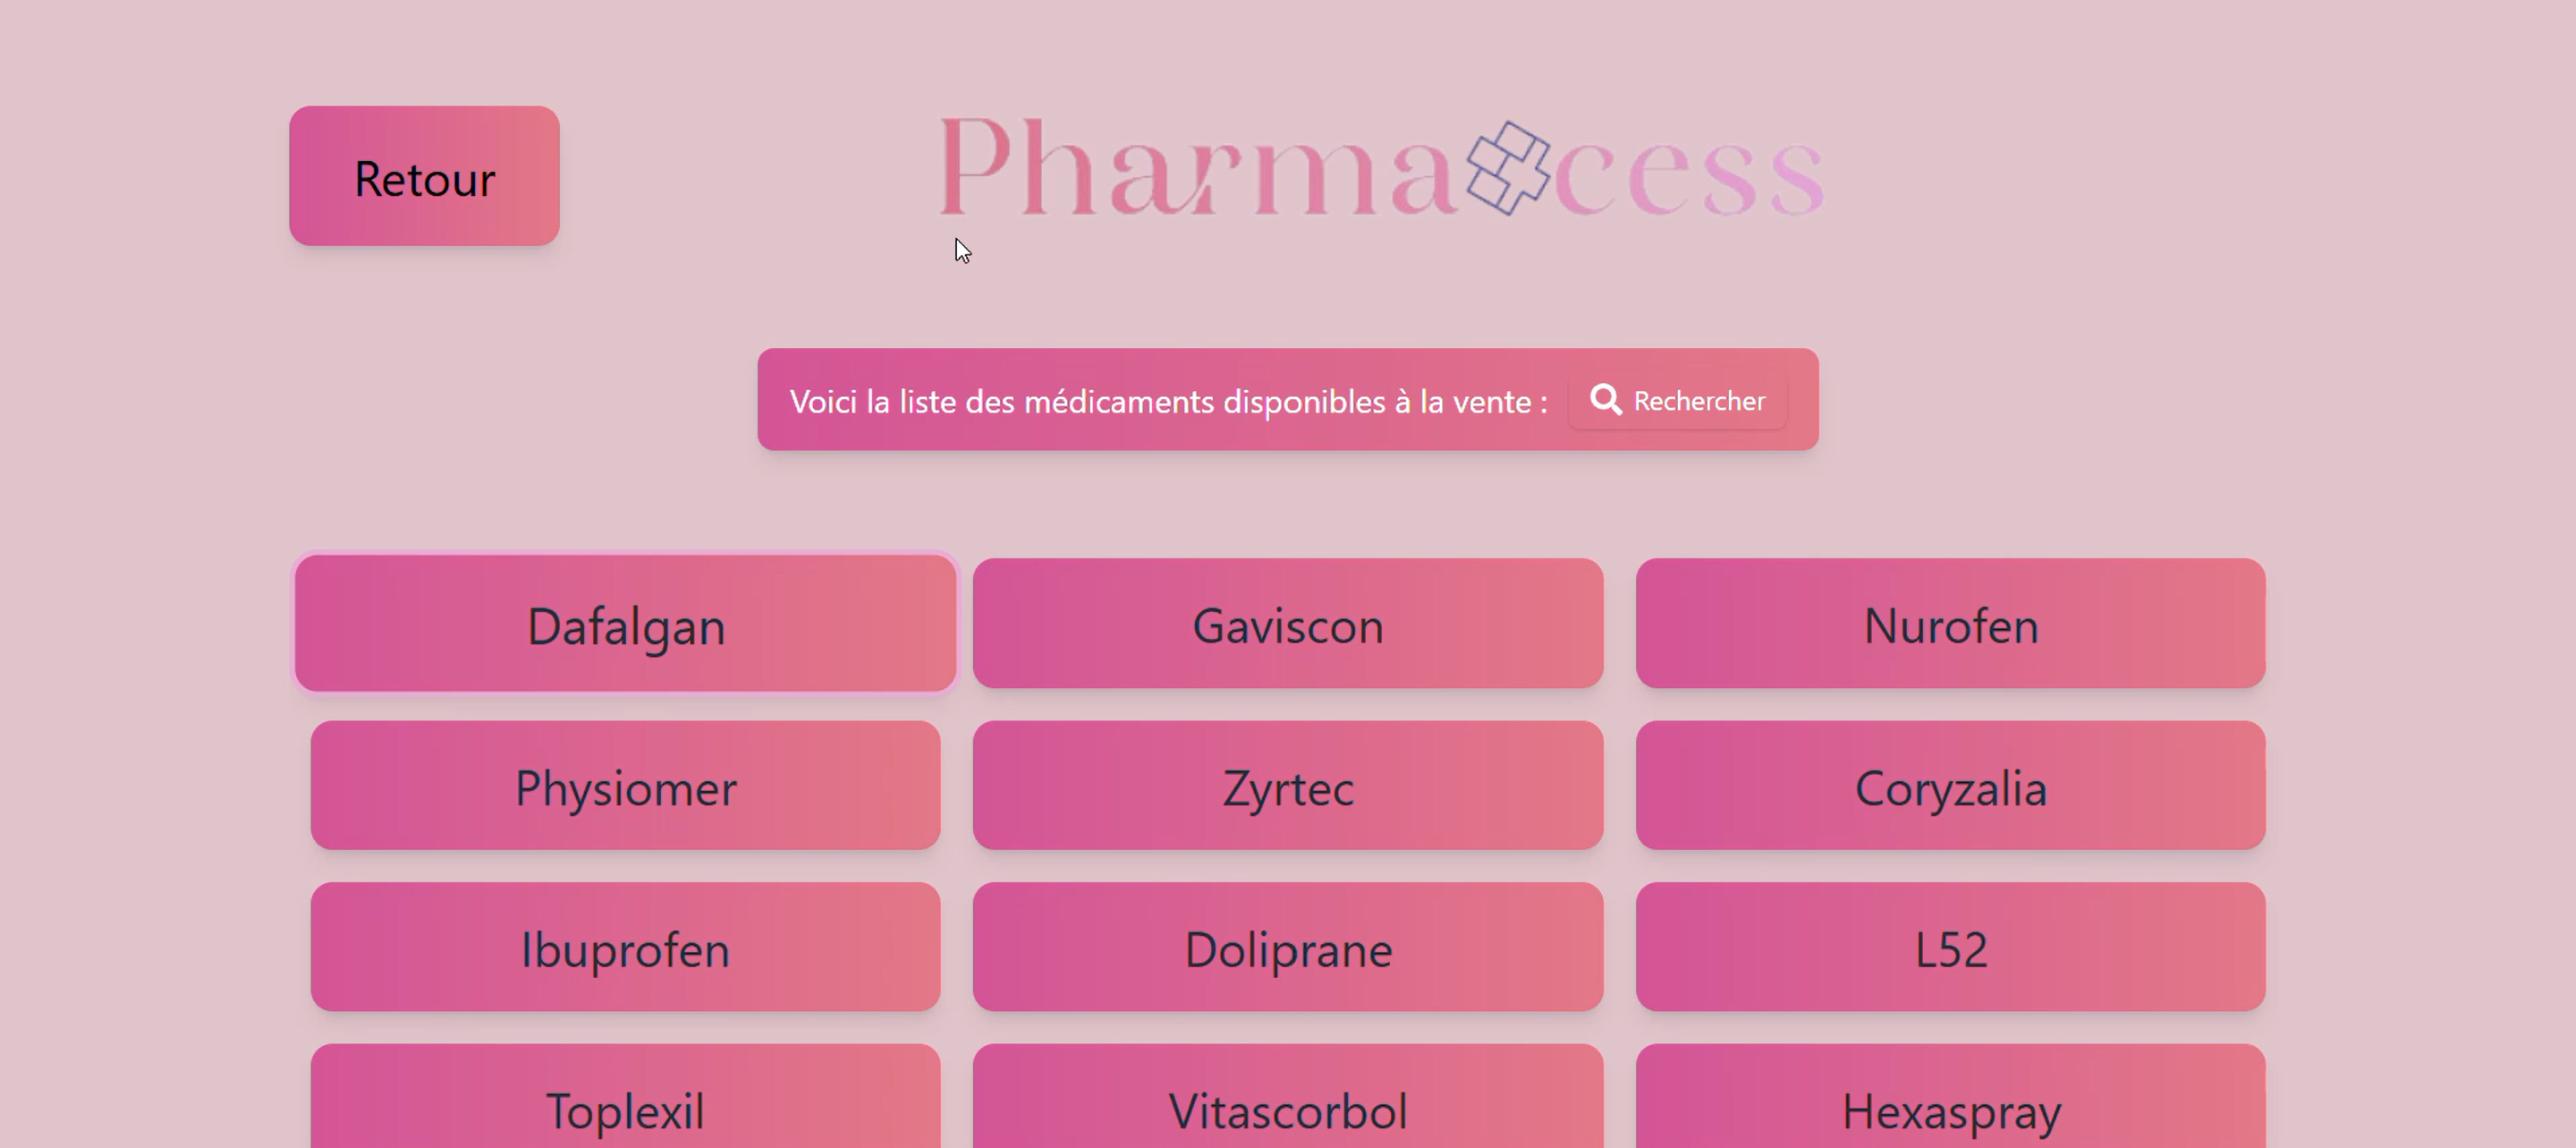 Retour
Pharmacess
Voici la liste des médicaments disponibles à la vente :
Rechercher
Dafalgan
Gaviscon
Nurofen
Physiomer
Zyrtec
Coryzalia
Ibuprofen
Doliprane
L52
Toplexil
Vitascorbol
Hexaspray